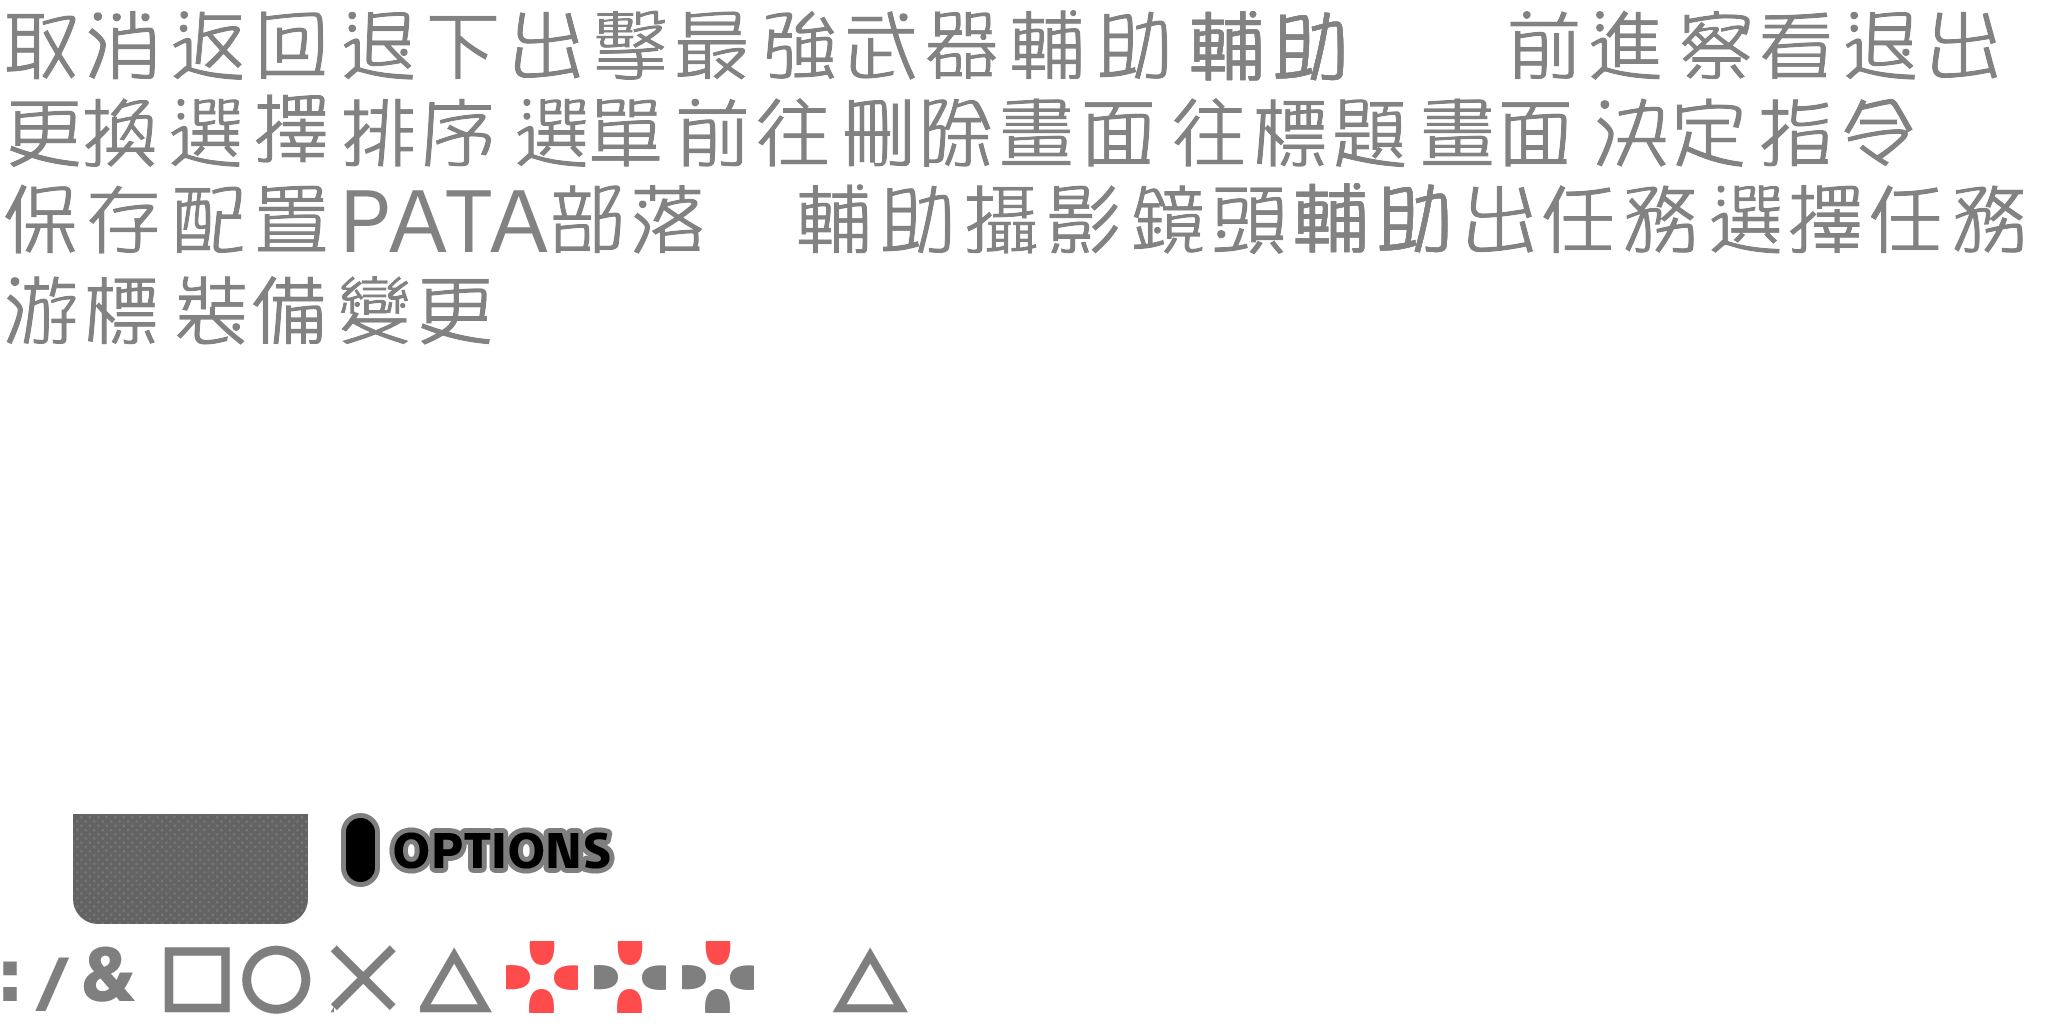 取消返回退下出擊最強武器輔助輔助 前進察看退出
更換選擇排序選單前往刪除畫面往標題畫面決定指令
保存配置PATA部落 輔助攝影鏡頭輔助出任務選擇任務
游標裝備變更
OPTIONS
:/& □○×△ △